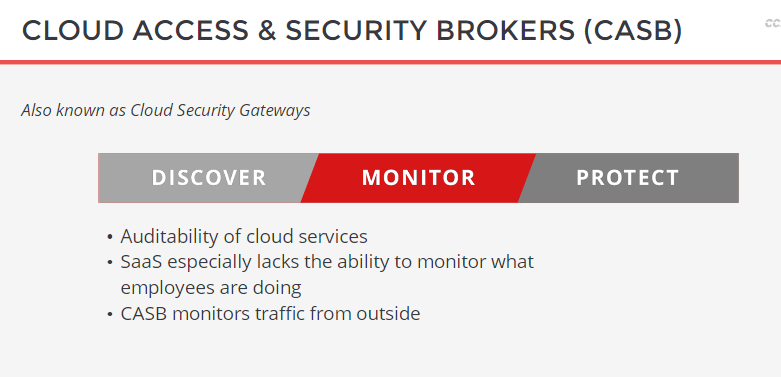 CLOUD ACCESS & SECURITY BROKERS (CASB)
Also known as Cloud Security Gateways
DISCOVER MONITOR PROTECT
• Auditability of cloud services
• SaaS especially lacks the ability to monitor what
employees are doing
• CASB monitors traffic from outside